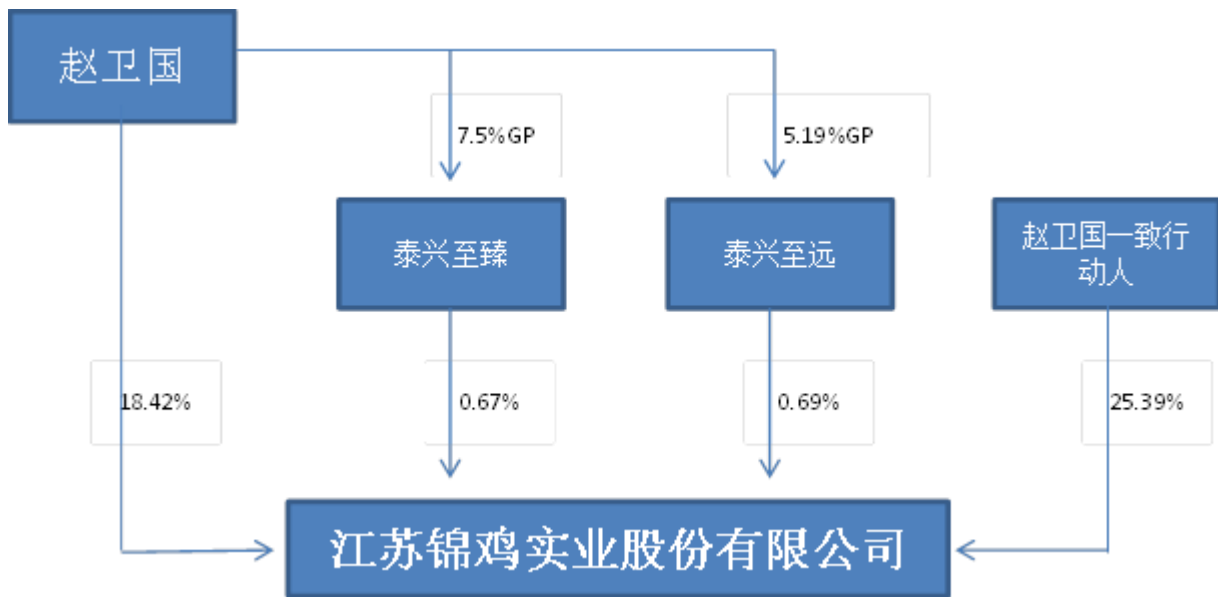 赵卫国
7.5%GP
5.19%GP
泰兴至臻
泰兴至远
赵卫国一致行
动人
18.42%
0.67%
0.69%
25.39%
江苏锦鸡实业股份有限公司